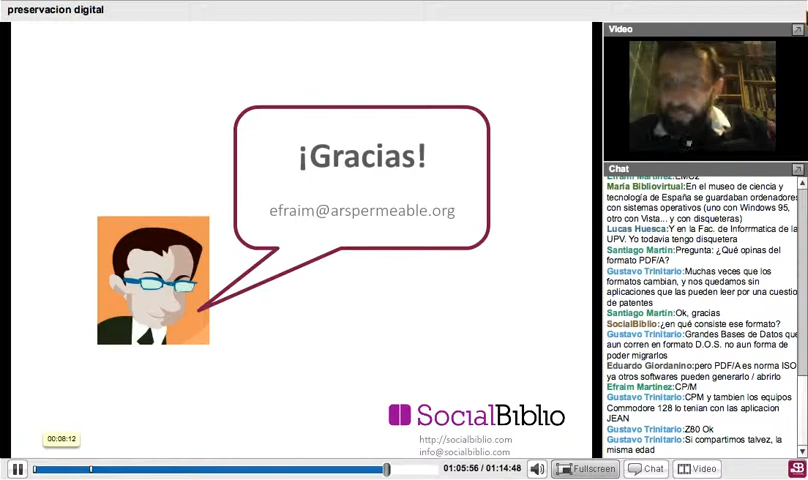 preservacion digital
¡Gracias!
efraim@arspermeable.org
SocialBiblio
http://socialbiblio.com
info@socialbiblio.com
00:08:12
Video
Chat
Efraim Martinez:EMC2
María Bibliovirtual:En el museo de ciencia y
tecnología de España se guardaban ordenadores
con sistemas operativos (uno con Windows 95,
otro con Vista... y con disqueteras)
Lucas Huesca:Y en la Fac. de Informatica de la
UPV. Yo todavia tengo disquetera
Santiago Martín:Pregunta: ¿Qué opinas del
formato PDF/A?
Gustavo Trinitario:Muchas veces que los
formatos cambian, y nos quedamos sin
aplicaciones que las pueden leer por una cuestio
de patentes
Santiago Martín:Ok, gracias
SocialBiblio:¿en qué consiste ese formato?
Gustavo Trinitario:Grandes Bases de Datos que
aun corren en formato D.O.S. no aun forma de
poder migrarlos
Eduardo Giordanino:pero PDF/A es norma ISO
ya otros softwares pueden generarlo / abrirlo
Efraim Martinez:CP/M
Gustavo Trinitario:CPM y tambien los equipos
Commodore 128 lo tenian con las aplicacion
JEAN
Gustavo Trinitario:Z80 Ok
Gustavo Trinitario:Si compartimos talvez, la
misma edad
01:05:56 / 01:14:48
Fullscreen
Chat
Video
SB